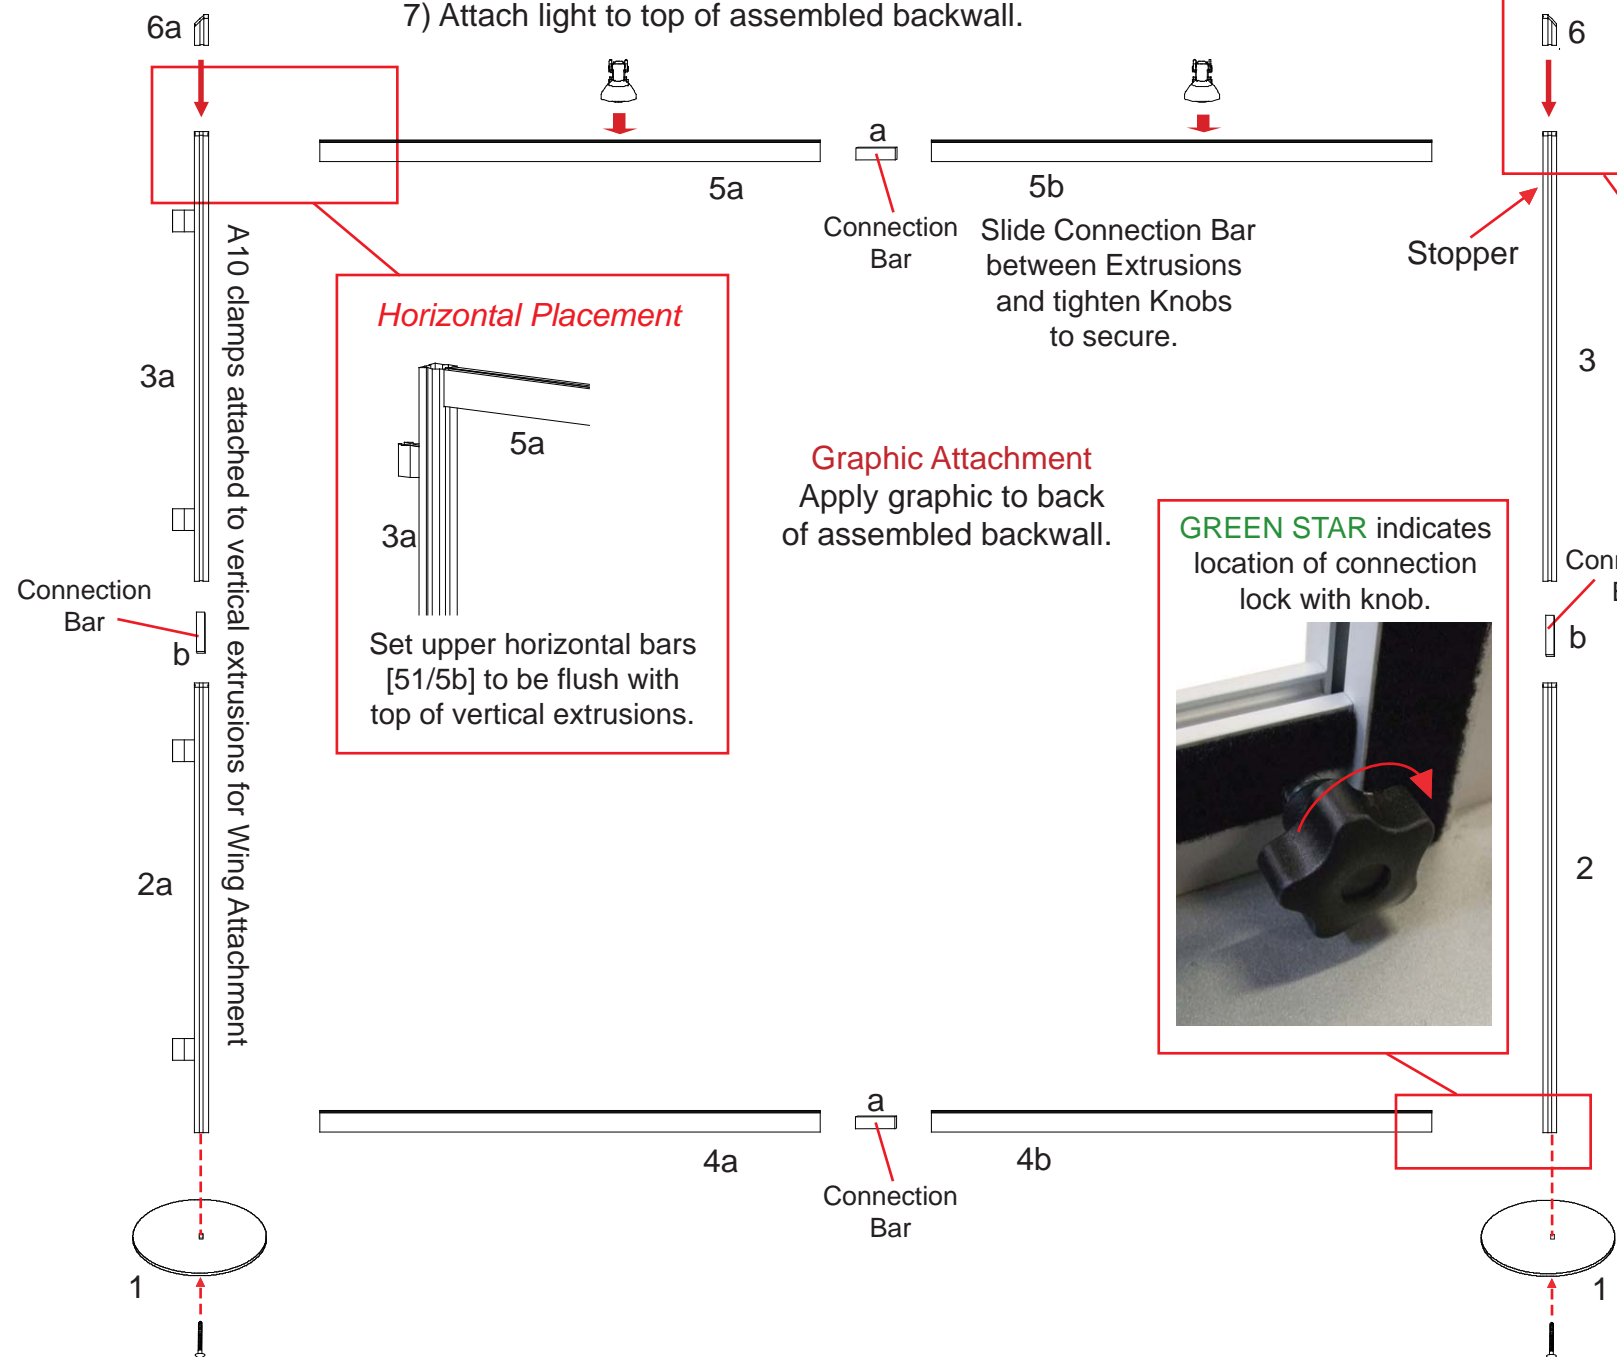 7) Attach light to top of assembled backwall.
6a
6
a
5a
5b
Connection
Bar
Slide Connection Bar
between Extrusions
and tighten Knobs
to secure.
Stopper
A10 clamps attached to vertical extrusions for Wing Attachment
Horizontal Placement
5a
3a
Set upper horizontal bars
[51/5b] to be flush with
top of vertical extrusions.
3a
3
Graphic Attachment
Apply graphic to back
of assembled backwall.
GREEN STAR indicates
location of connection
lock with knob.
Connection
Bar
b
b
2a
2
a
4a
4b
Connection
Bar
1
1